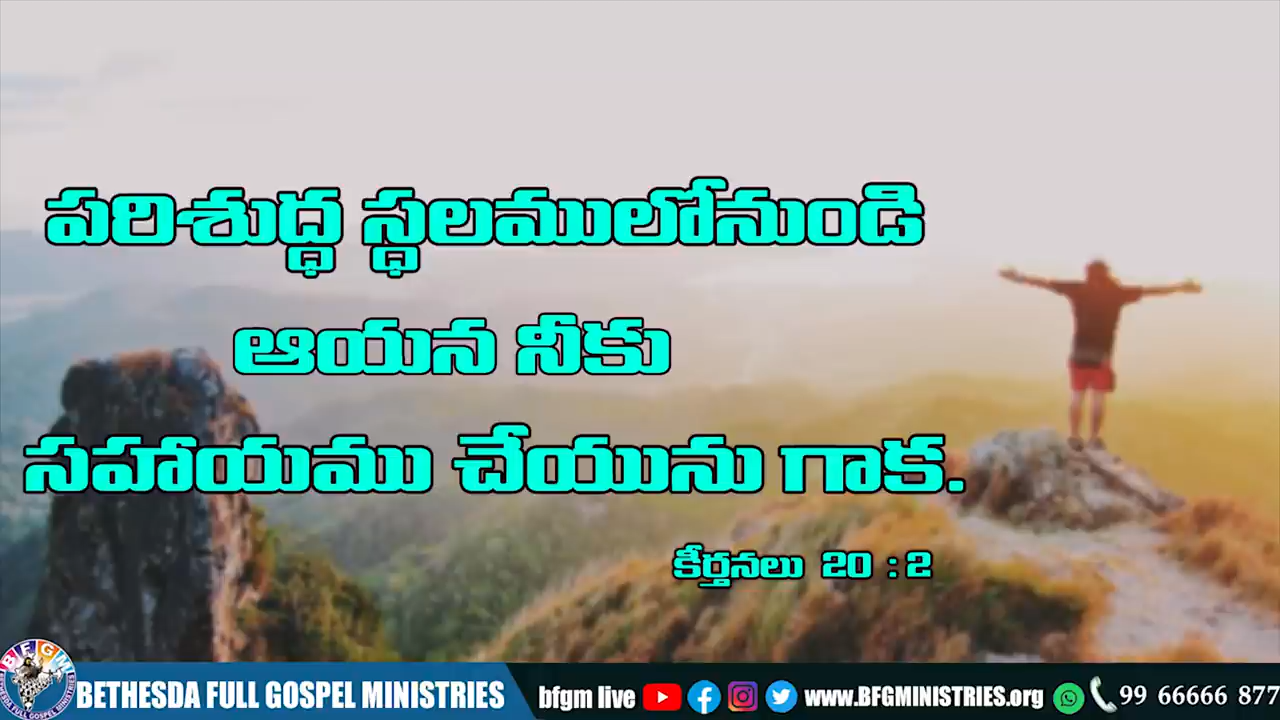 పరిశుద్ధ స్థలములోనుండి
ఆయన నీకు
సహాయము చేయును గాక.
కీర్తనలు 20 : 2
BFGM
BETHESDA FULL GOSPEL MINISTRIES bfgm live www.BFGMINISTRIES.org 99 66666 877